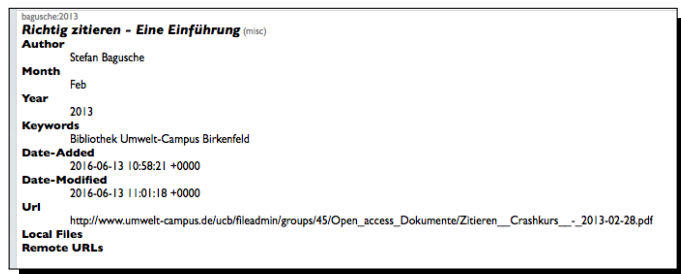 bagusche:2013
Richtig zitieren - Eine Einführung (misc)
Author
Stefan Bagusche
Month
Feb
Year
2013
Keywords
Bibliothek Umwelt-Campus Birkenfeld
Date-Added
2016-06-13 10:58:21 +0000
Date-Modified
2016-06-13 11:01:18 +0000
Url
http://www.umwelt-campus.de/ucb/fileadmin/groups/45/Open_access_Dokumente/Zitieren__Crashkurs__-_2013-02-28.pdf
Local Files
Remote URLs